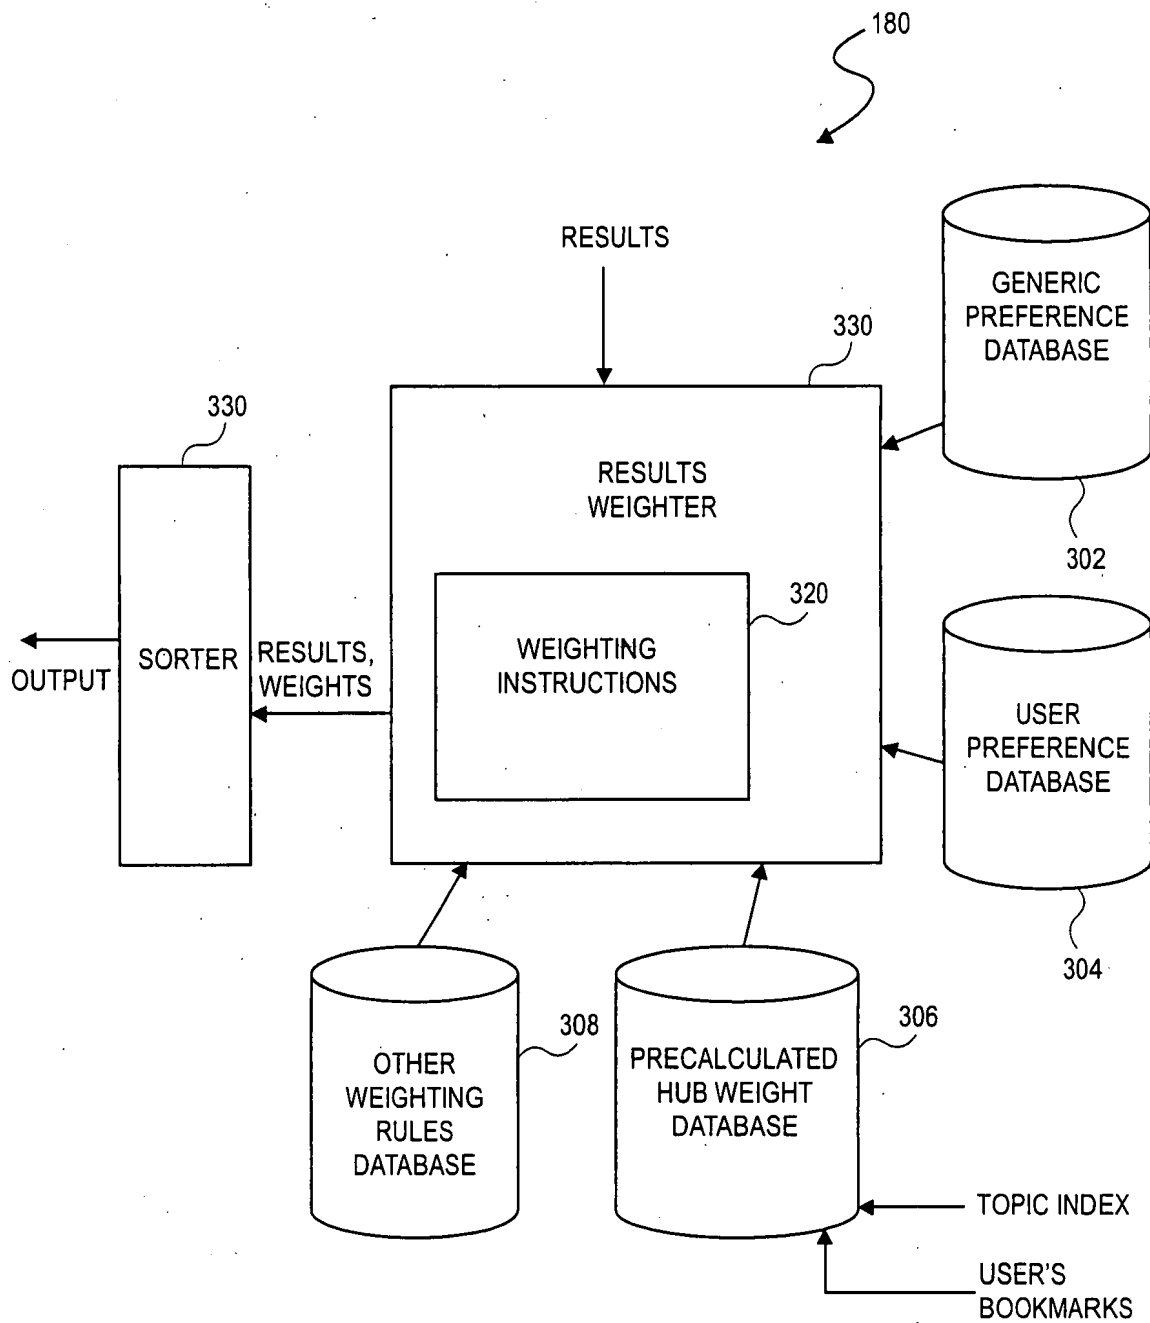 180
RESULTS
GENERIC
PREFERENCE
DATABASE
330
330
RESULTS
WEIGHTER
302
320
WEIGHTING
INSTRUCTIONS
SORTER
RESULTS,
WEIGHTS
OUTPUT
USER
PREFERENCE
DATABASE
304
308
306
OTHER
WEIGHTING
RULES
DATABASE
PRECALCULATED
HUB WEIGHT
DATABASE
TOPIC INDEX
USER'S
BOOKMARKS